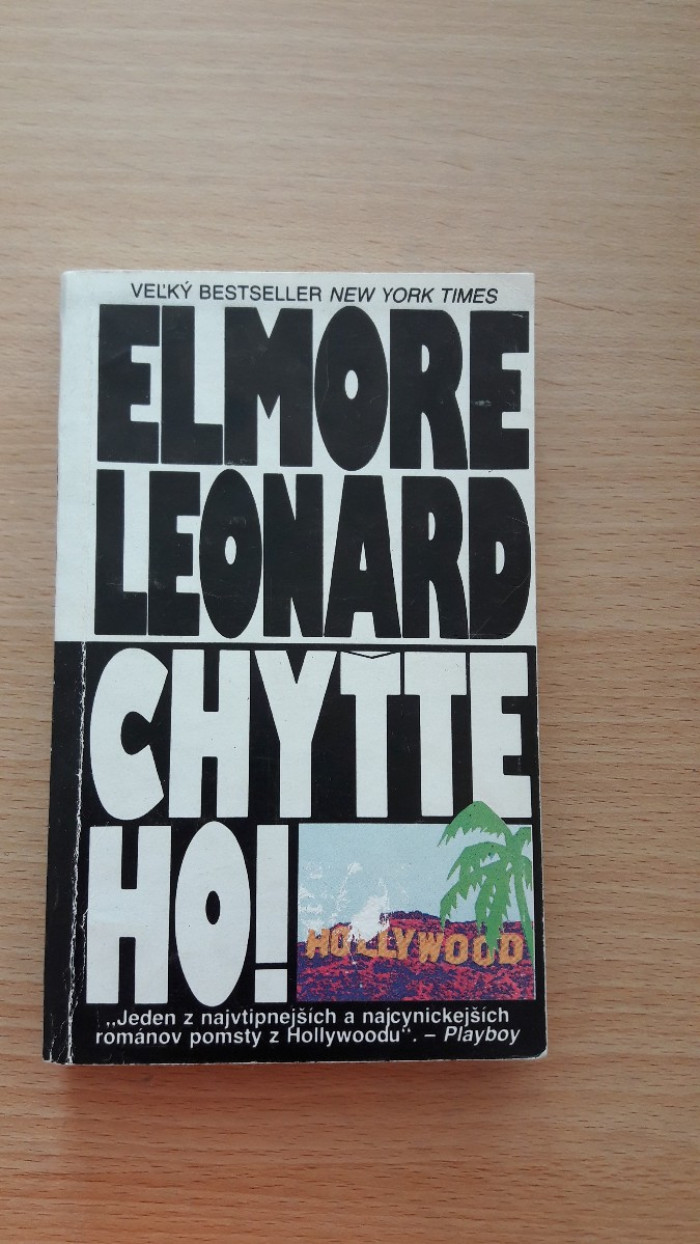 VEĽKÝ BESTSELLER NEW YORK TIMES
ELMORE
LEONARD
CHYŤTE
HO!
HOLLYWOOD
„Jeden z najvtipnejších a najcynickejších
románov pomsty z Hollywoodu“. – Playboy